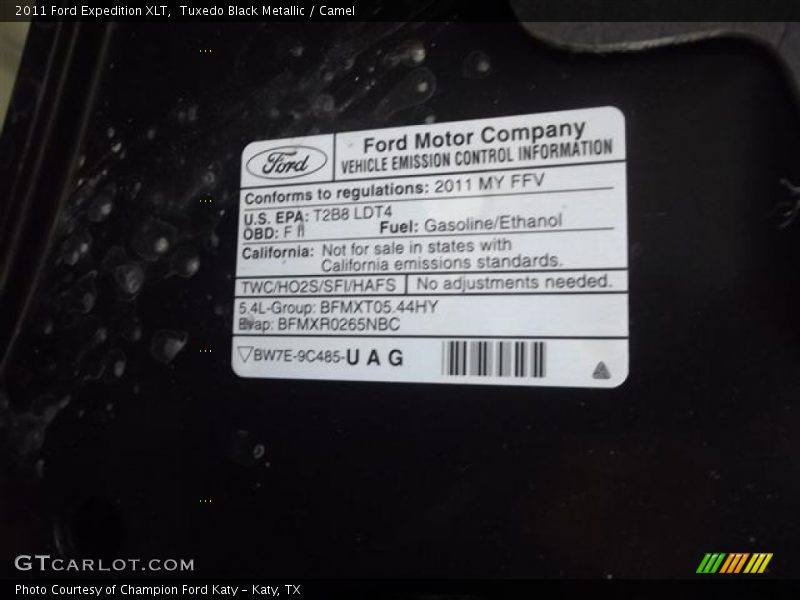 2011 Ford Expedition XLT, Tuxedo Black Metallic / Camel
Ford
Ford Motor Company
VEHICLE EMISSION CONTROL INFORMATION
Conforms to regulations: 2011 MY FFV
U.S. EPA: T2B8 LDT4
OBD: F II Fuel: Gasoline/Ethanol
California: Not for sale in states with
California emissions standards.
TWC/HO2S/SFI/HAFS No adjustments needed.
5.4L-Group: BFMXT05.44HY
Evap: BFMXR0265NBC
BW7E-9C485-U A G
GTCARLOT.COM
Photo Courtesy of Champion Ford Katy – Katy, TX